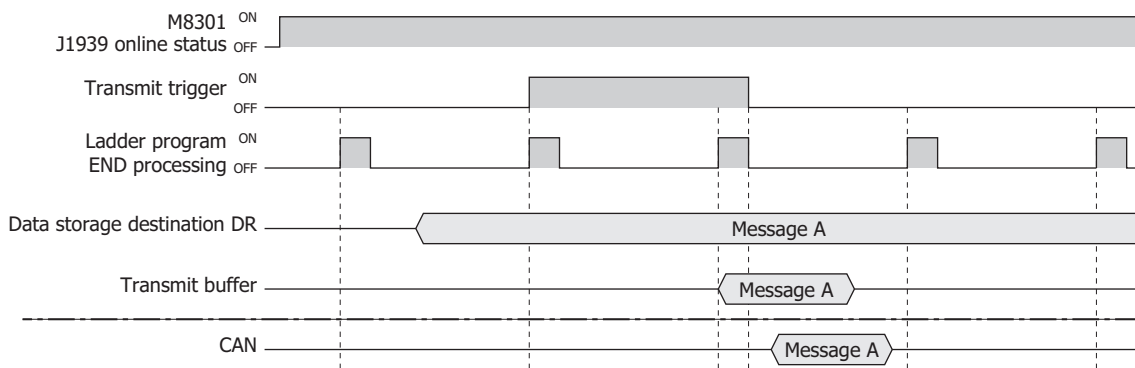 M8301 ON
J1939 online status OFF
Transmit trigger ON
OFF
Ladder program ON
END processing OFF
Data storage destination DR Message A
Transmit buffer Message A
CAN Message A